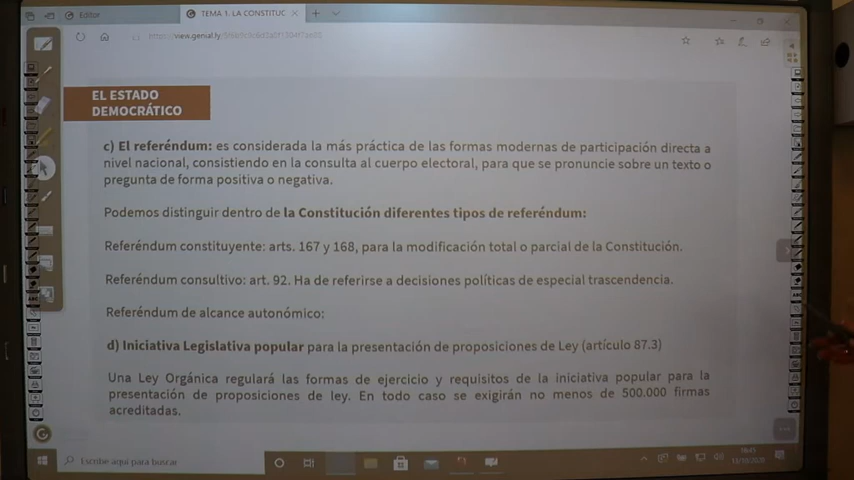 Editor
TEMA 1. LA CONSTITUC
EL ESTADO
DEMOCRÁTICO
c) El referéndum: es considerada la más práctica de las formas modernas de participación directa a
nivel nacional, consistiendo en la consulta al cuerpo electoral, para que se pronuncie sobre un texto o
pregunta de forma positiva o negativa.
Podemos distinguir dentro de la Constitución diferentes tipos de referéndum:
Referéndum constituyente: arts. 167 y 168, para la modificación total o parcial de la Constitución.
Referéndum consultivo: art. 92. Ha de referirse a decisiones políticas de especial trascendencia.
Referéndum de alcance autonómico:
d) Iniciativa Legislativa popular para la presentación de proposiciones de Ley (artículo 87.3)
Una Ley Orgánica regulará las formas de ejercicio y requisitos de la iniciativa popular para la
presentación de proposiciones de ley. En todo caso se exigirán no menos de 500.000 firmas
acreditadas.
Escribe aquí para buscar